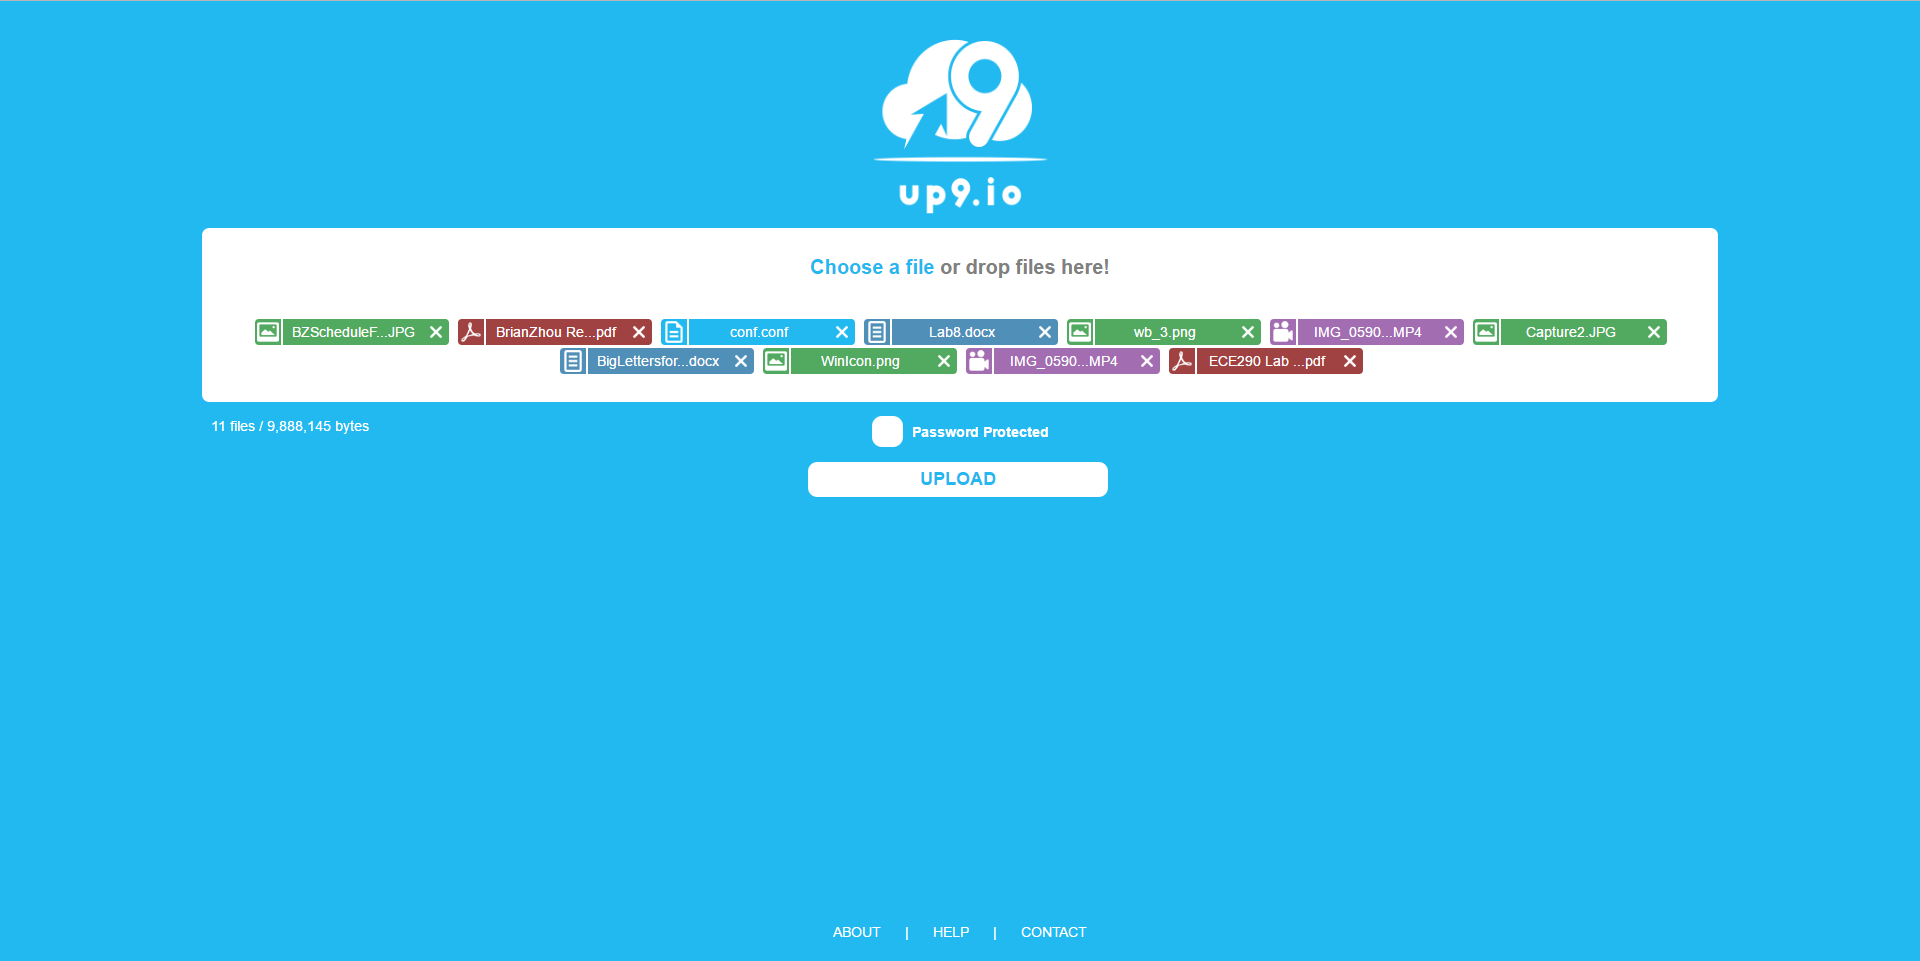 9
up9.io
Choose a file or drop files here!
BZScheduleF...JPG BrianZhou Re...pdf conf.conf Lab8.docx wb_3.png IMG_0590...MP4 Capture2.JPG
BigLettersfor...docx WinIcon.png IMG_0590...MP4 ECE290 Lab ...pdf
11 files / 9,888,145 bytes
Password Protected
UPLOAD
ABOUT | HELP | CONTACT